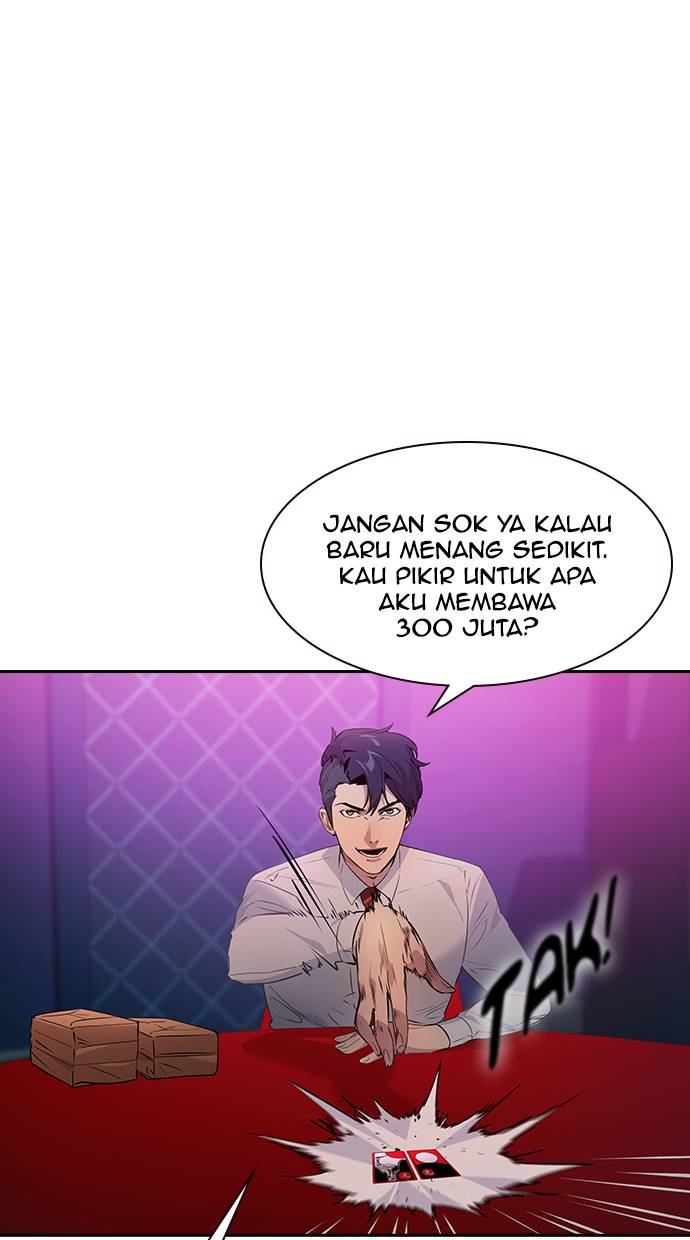 JANGAN SOK YA KALAU
BARU MENANG SEDIKIT.
KAU PIKIR UNTUK APA
AKU MEMBAWA
300 JUTA?
TAK!